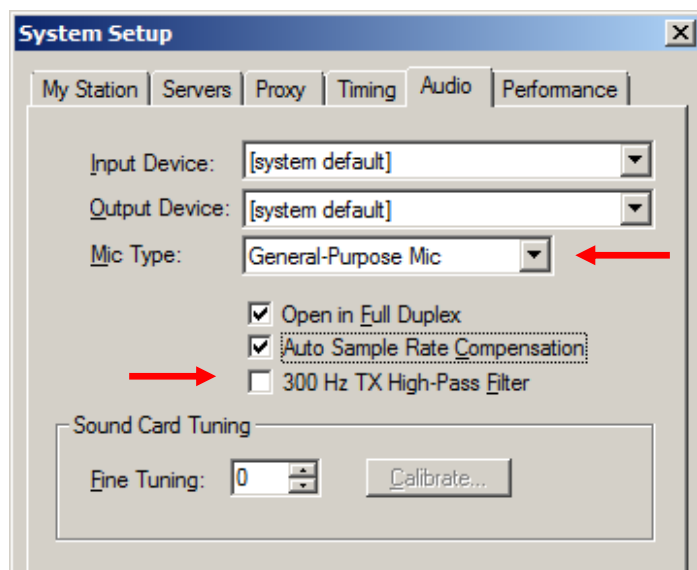 System Setup
My Station Servers Proxy Timing Audio Performance
Input Device: [system default]
Output Device: [system default]
Mic Type: General-Purpose Mic
Open in Full Duplex
Auto Sample Rate Compensation
300 Hz TX High-Pass Filter
Sound Card Tuning
Fine Tuning: 0 Calibrate...